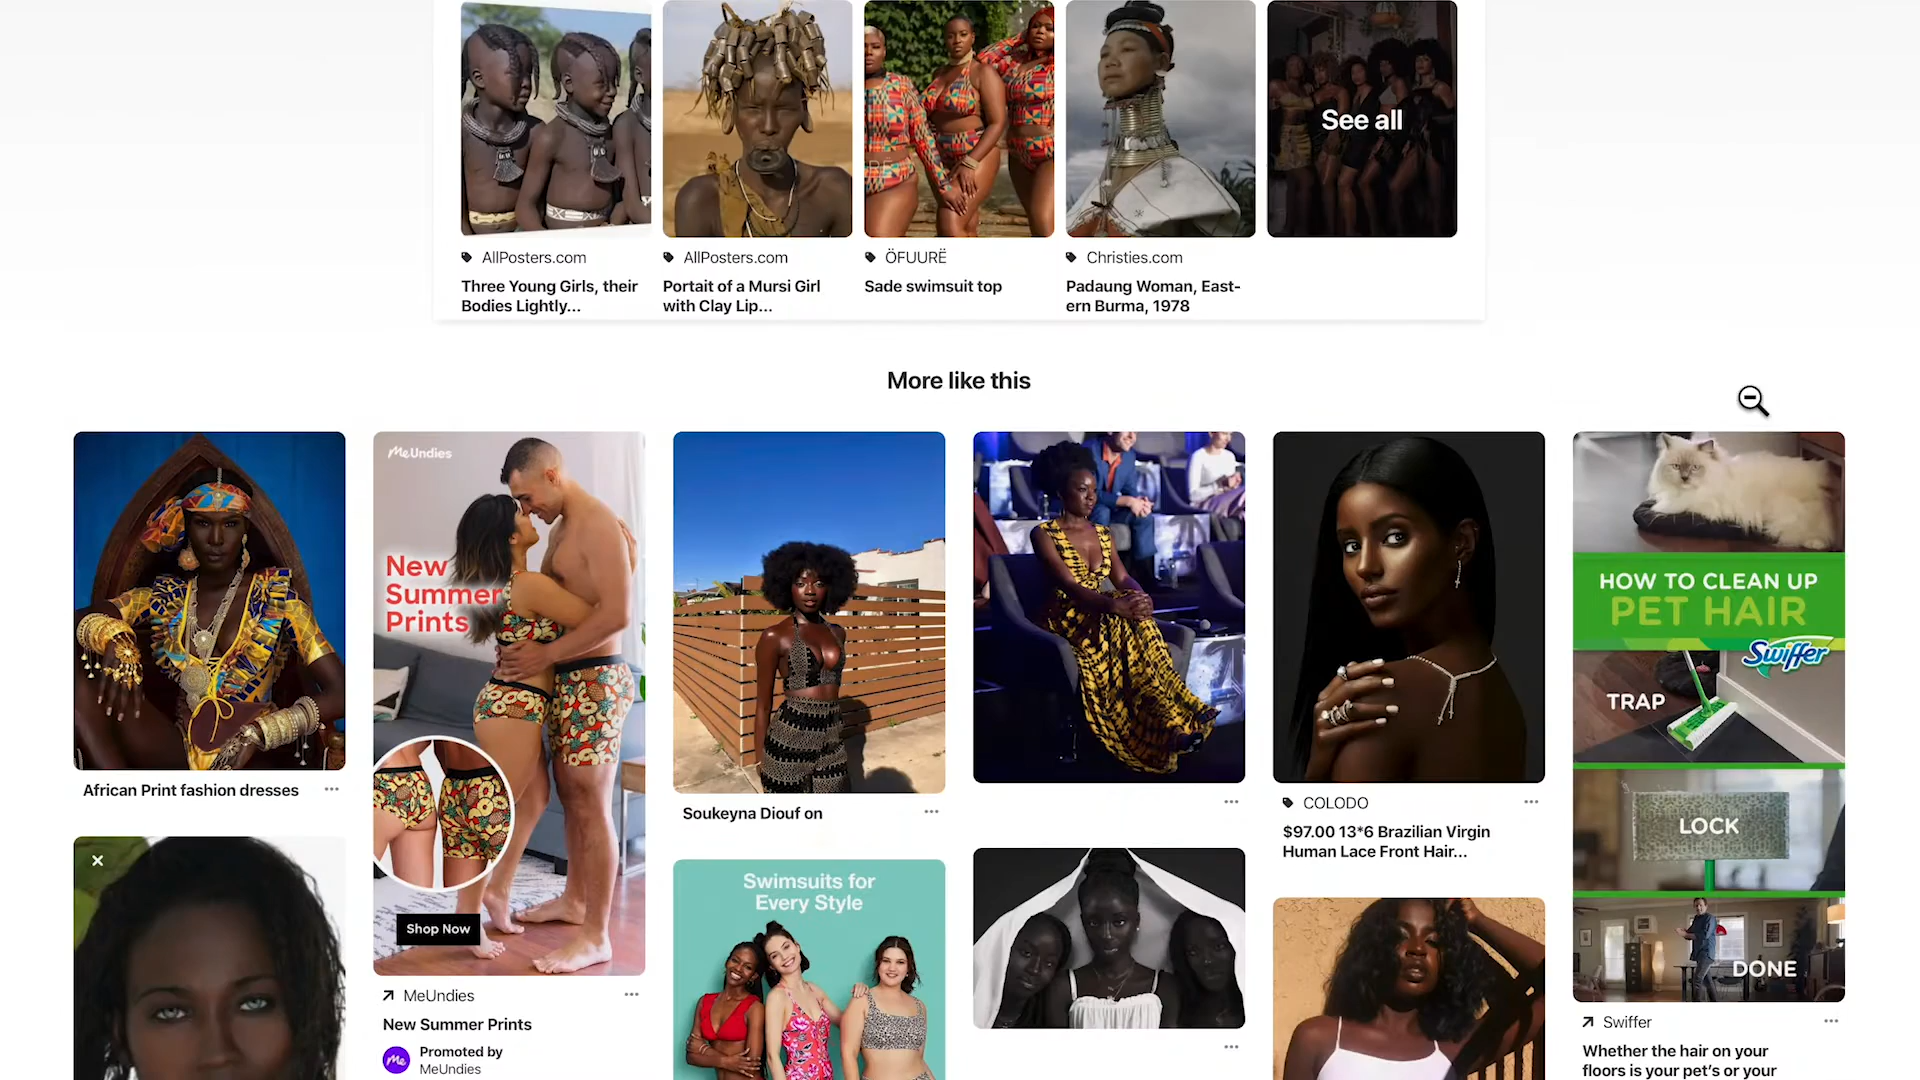 See all
AllPosters.com
Three Young Girls, their
Bodies Lightly...
AllPosters.com
Portait of a Mursi Girl
with Clay Lip...
ÖFUURË
Sade swimsuit top
Christies.com
Padaung Woman, East-
ern Burma, 1978
More like this
African Print fashion dresses
MeUndies
New
Summer
Prints
Shop Now
MeUndies
New Summer Prints
Me
Promoted by
MeUndies
Soukeyna Diouf on
Swimsuits for
Every Style
COLODO
$97.00 13*6 Brazilian Virgin
Human Lace Front Hair...
HOW TO CLEAN UP
PET HAIR
Swiffer
TRAP
LOCK
DONE
Swiffer
Whether the hair on your
floors is your pet's or your